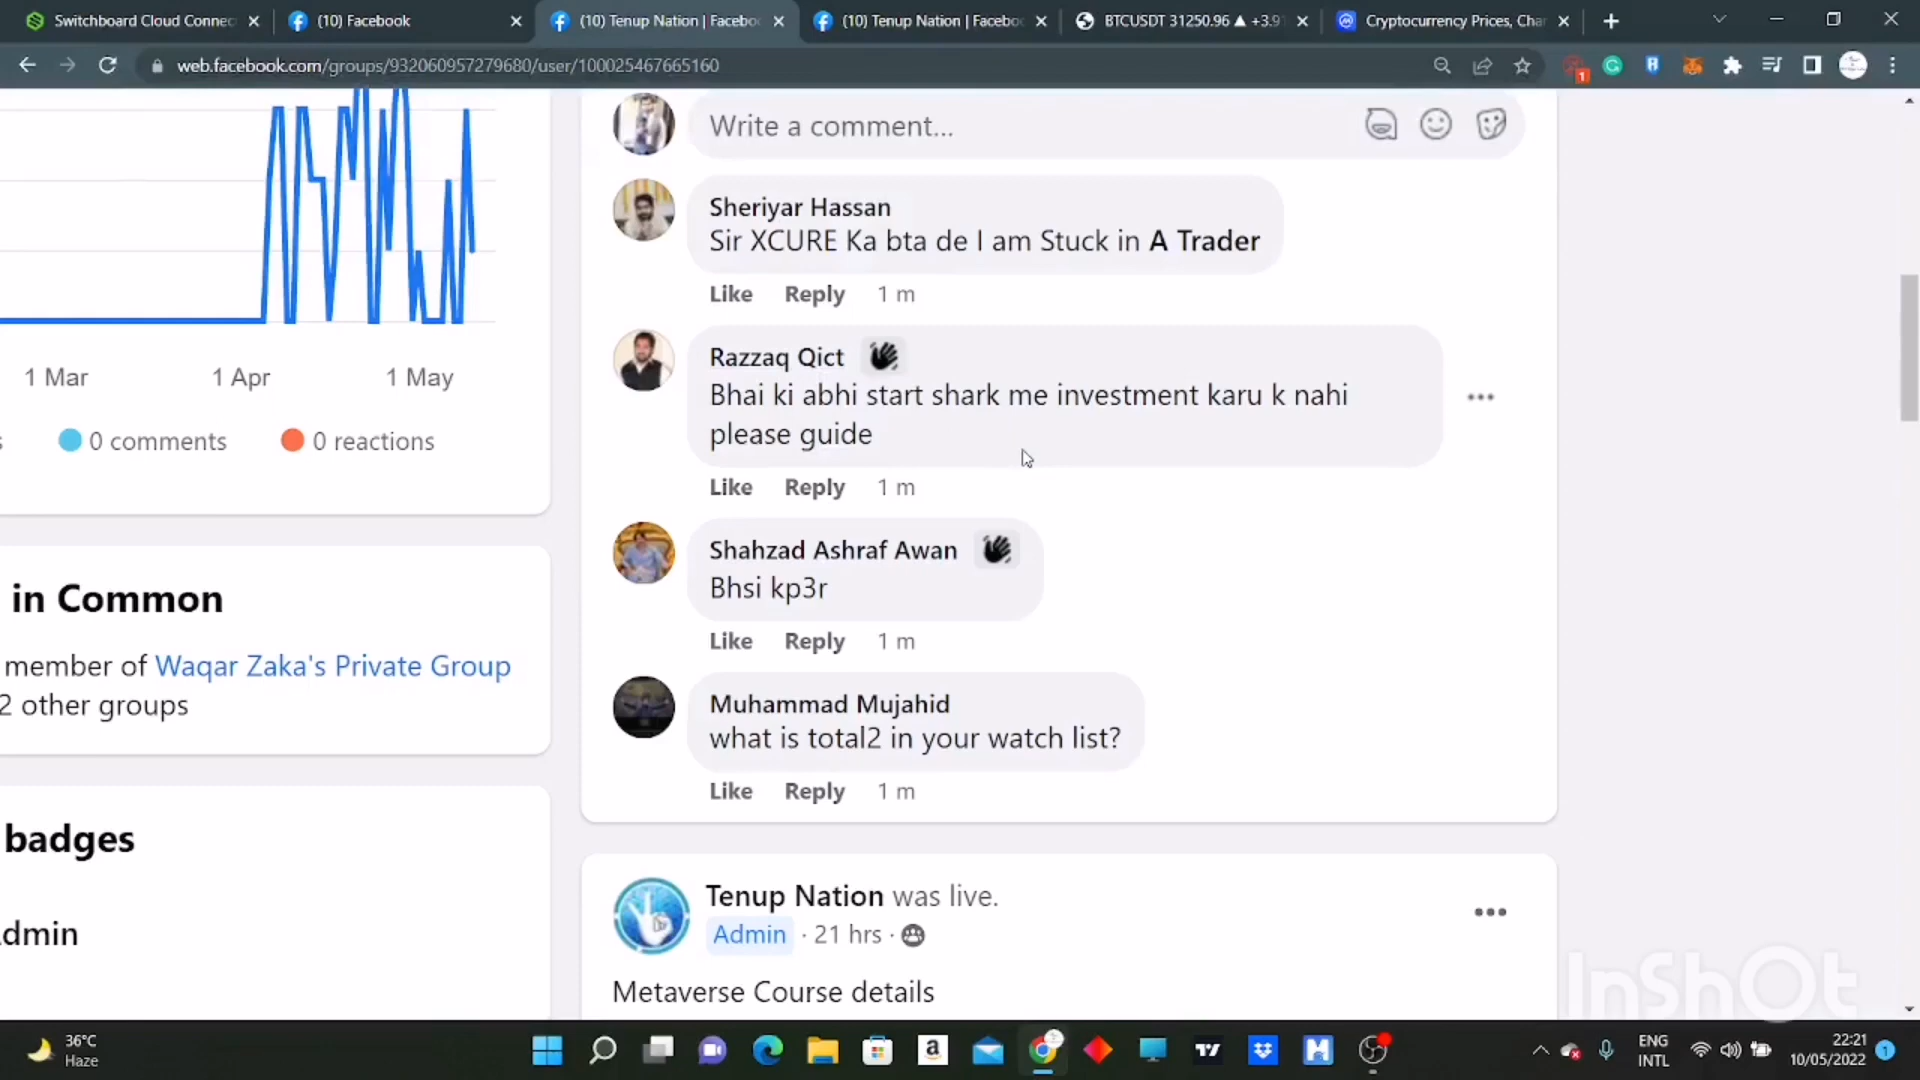 Switchboard Cloud Connec
(10) Facebook
(10) Tenup Nation | Facebo
(10) Tenup Nation | Facebo
BTCUSDT 31250.96 ▲ +3.9
Cryptocurrency Prices, Cha
web.facebook.com/groups/932060957279680/user/100025467665160
1
Write a comment...
Sheriyar Hassan
Sir XCURE Ka bta de I am Stuck in A Trader
Like Reply 1 m
Razzaq Qict
Bhai ki abhi start shark me investment karu k nahi
please guide
Like Reply 1 m
Shahzad Ashraf Awan
Bhsi kp3r
Like Reply 1 m
Muhammad Mujahid
what is total2 in your watch list?
Like Reply 1 m
Tenup Nation was live.
Admin · 21 hrs ·
Metaverse Course details
1 Mar 1 Apr 1 May
s 0 comments 0 reactions
in Common
member of Waqar Zaka's Private Group
2 other groups
badges
dmin
InShOt
36°C
Haze
ENG
INTL
22:21
10/05/2022
1